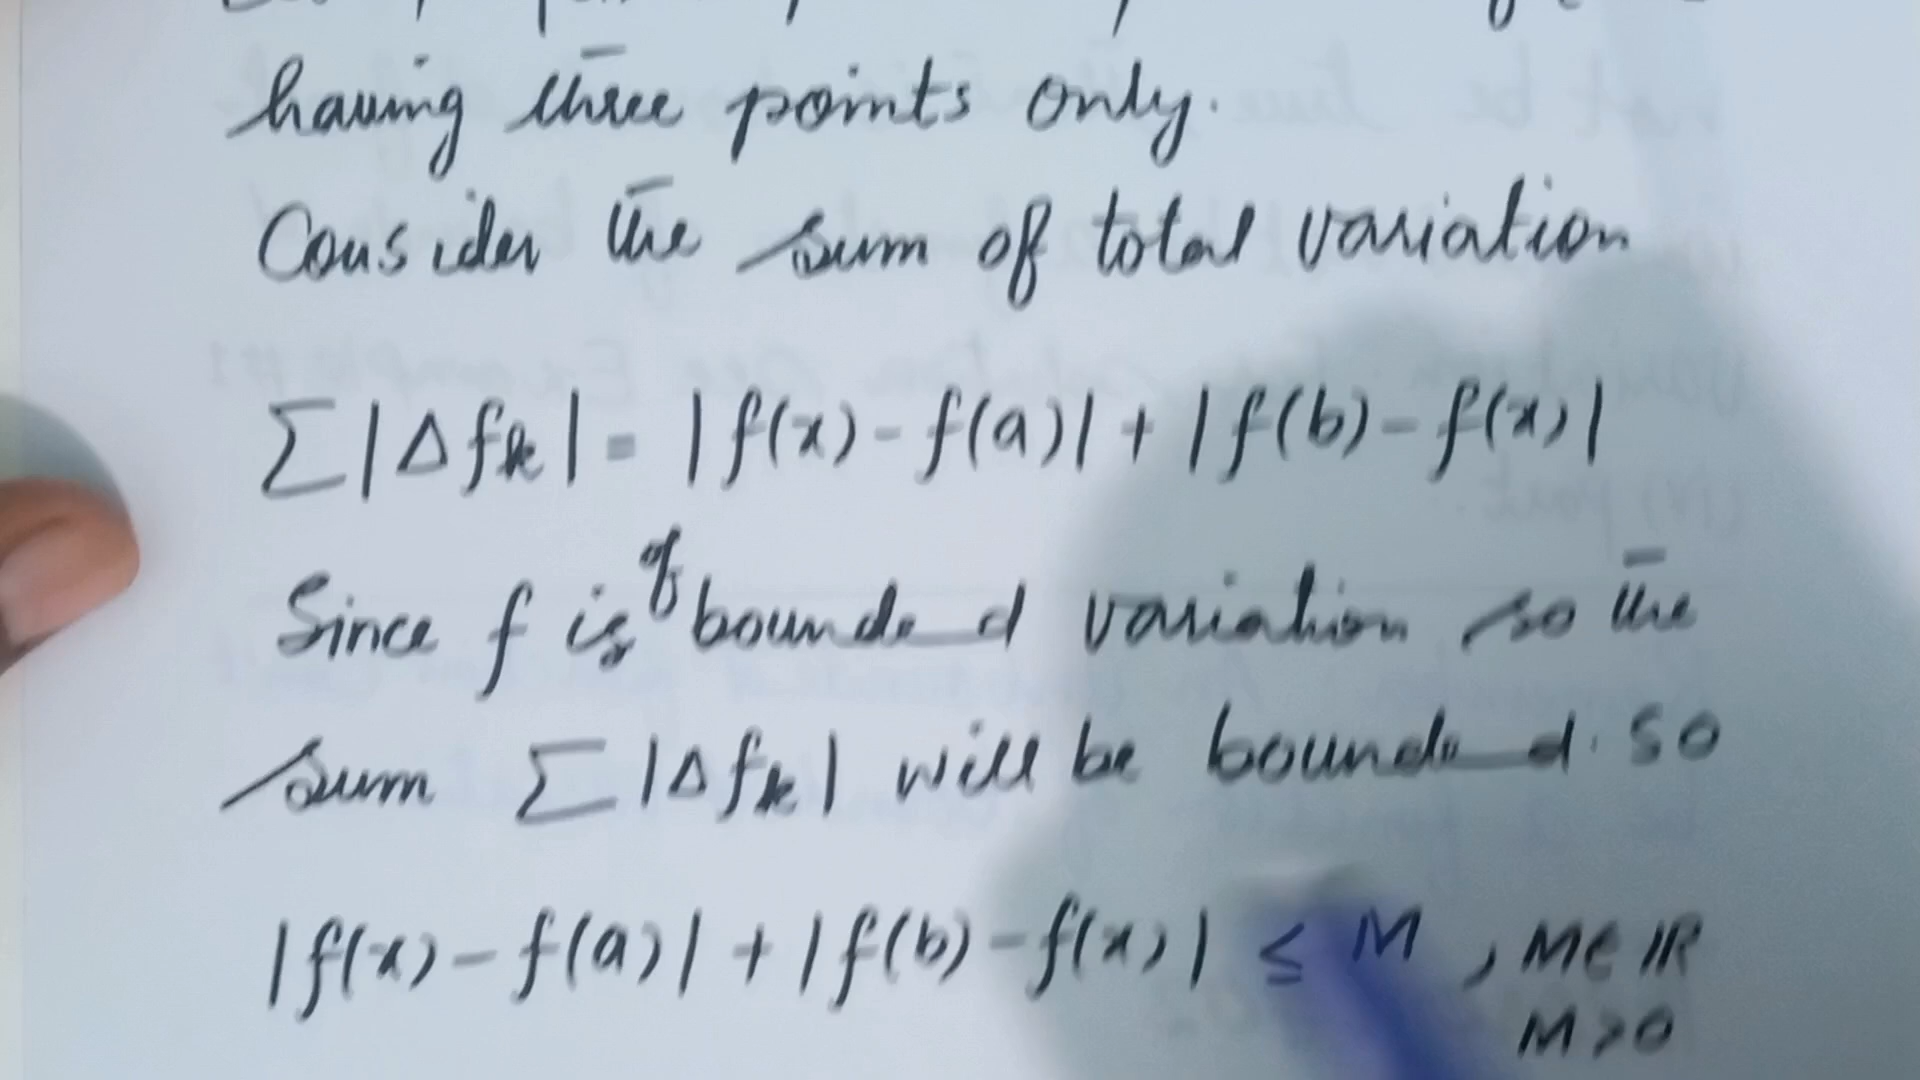 having three points only.
Consider the sum of total variation
∑|Δfk| = |f(x) - f(a)| + |f(b) - f(x)|
Since f is of bounded variation so the
sum ∑|Δfk| will be bounded. So
|f(x) - f(a)| + |f(b) - f(x)| ≤ M , M∈ℝ
M>0